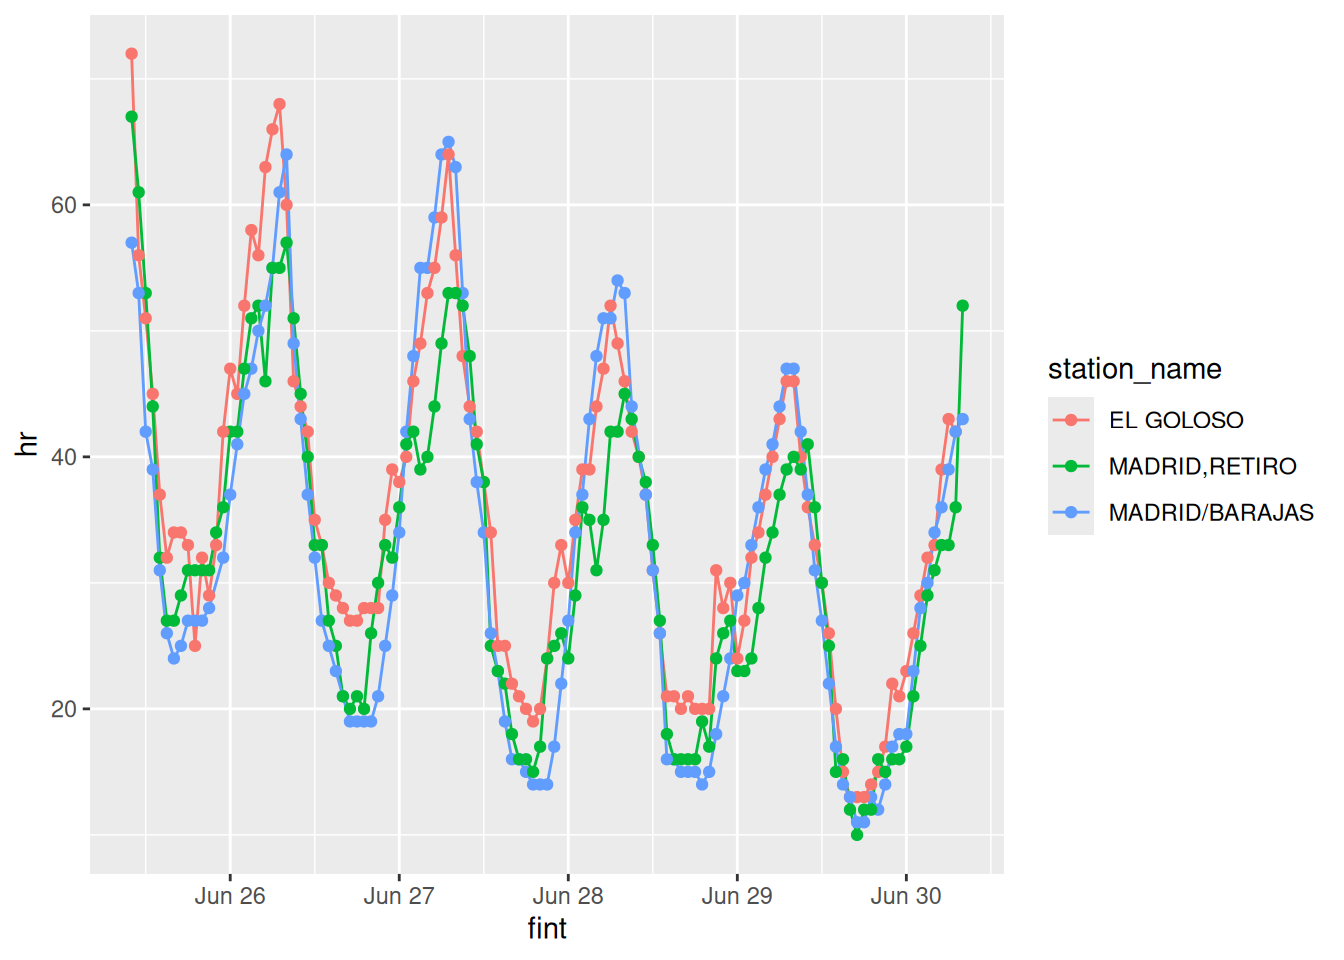 60
40
20
hr
Jun 26
Jun 27
Jun 28
Jun 29
Jun 30
fint
station_name
EL GOLOSO
MADRID,RETIRO
MADRID/BARAJAS